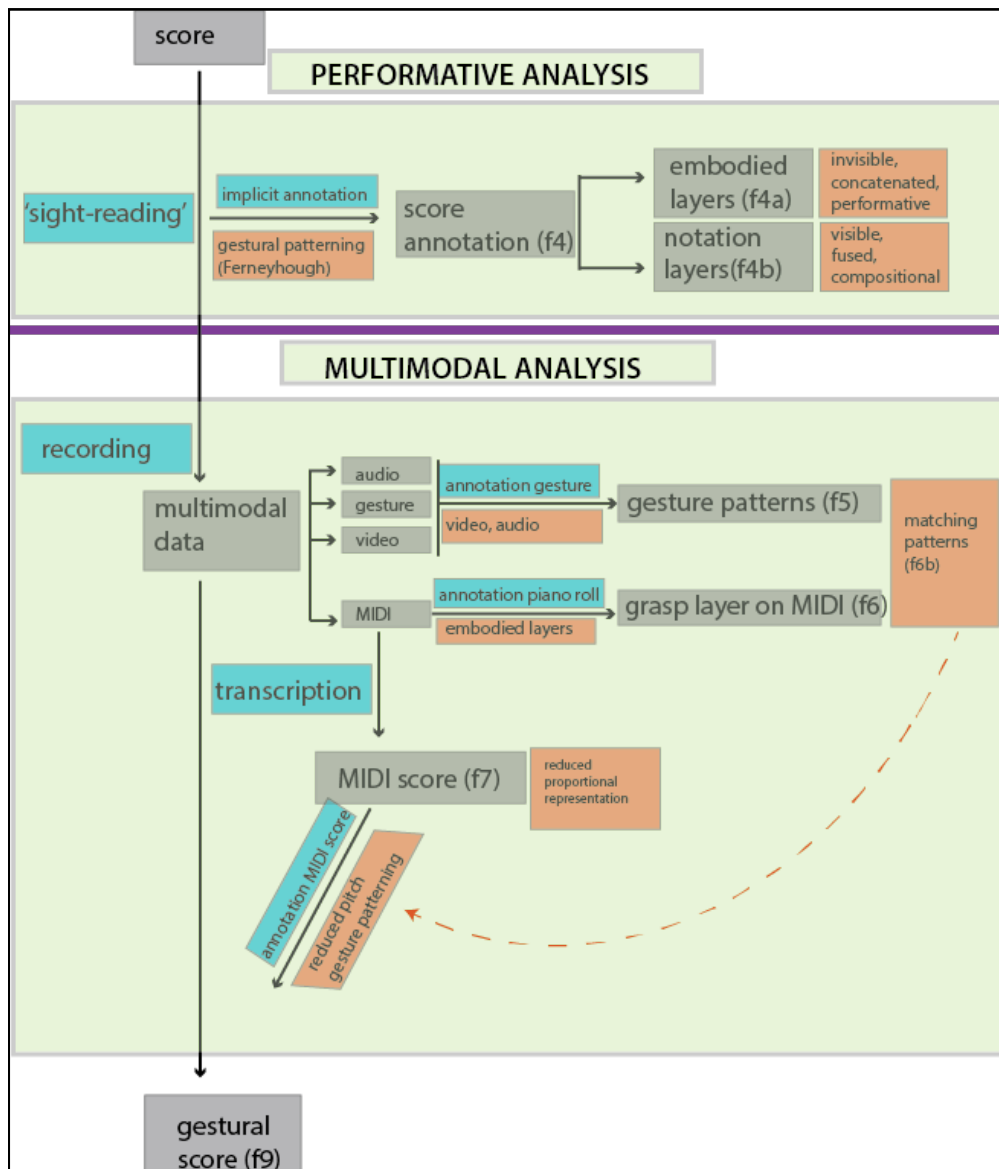 score
PERFORMATIVE ANALYSIS
'sight-reading'
implicit annotation
gestural patterning
(Ferneyhough)
score
annotation (f4)
embodied
layers (f4a)
invisible,
concatenated,
performative
notation
layers(f4b)
visible,
fused,
compositional
MULTIMODAL ANALYSIS
recording
multimodal
data
audio
gesture
video
annotation gesture
video, audio
gesture patterns (f5)
matching
patterns
(f6b)
MIDI
annotation piano roll
embodied layers
grasp layer on MIDI (f6)
transcription
MIDI score (f7)
reduced
proportional
representation
annotation MIDI score
reduced pitch
gesture patterning
gestural
score (f9)